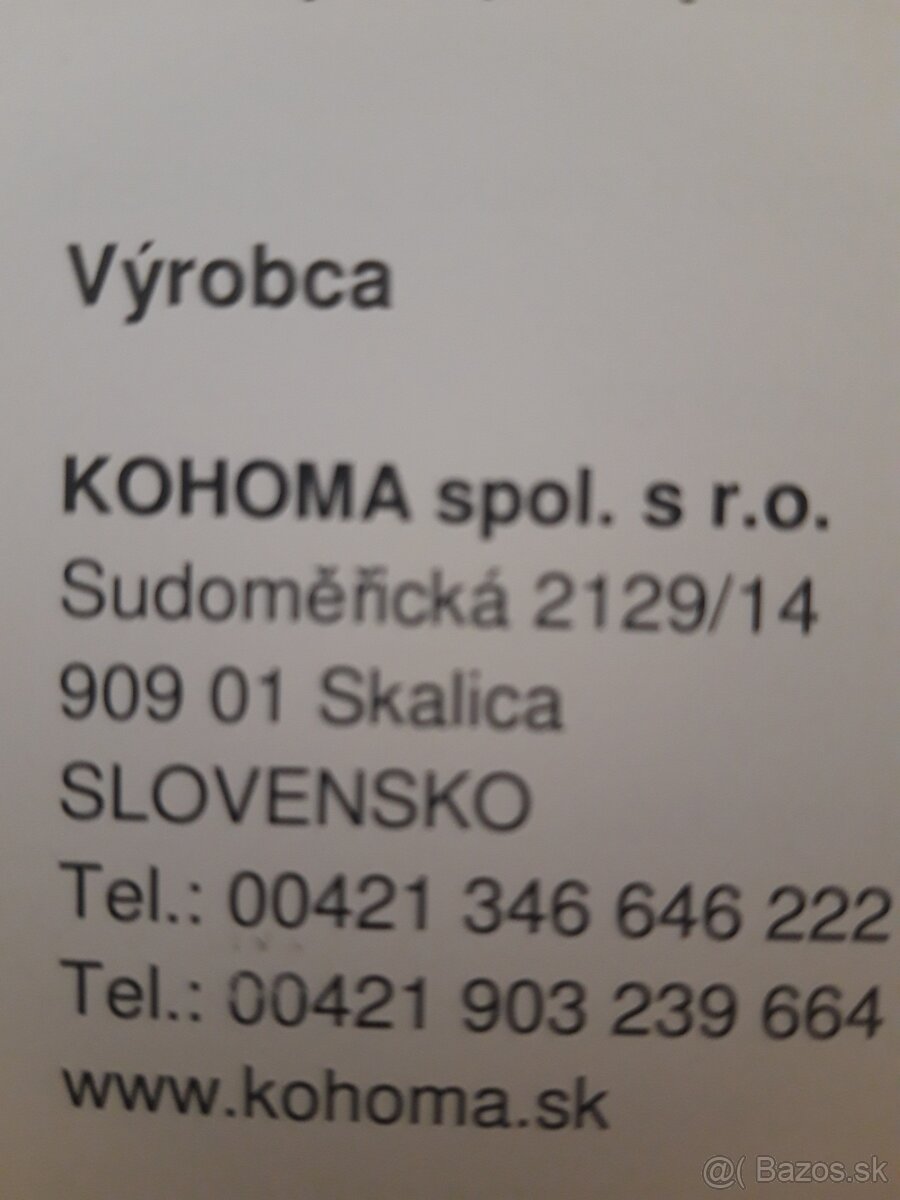 Výrobca
KOHOMA spol. s r.o.
Sudoměřická 2129/14
909 01 Skalica
SLOVENSKO
Tel.: 00421 346 646 222
Tel.: 00421 903 239 664
www.kohoma.sk
@( Bazos.sk